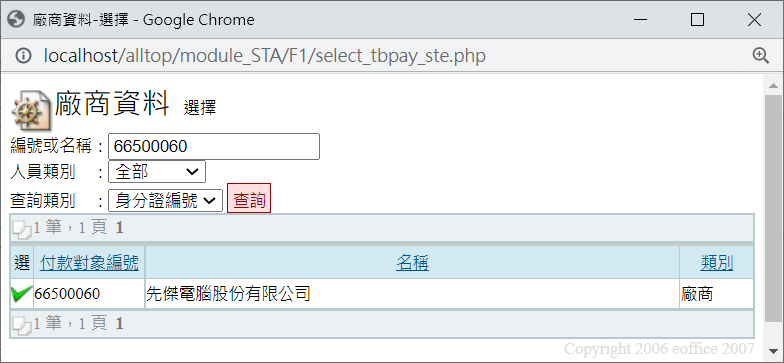 廠商資料-選擇 - Google Chrome
localhost/alltop/module_STA/F1/select_tbpay_ste.php
廠商資料 選擇
編號或名稱：66500060
人員類別　：全部
查詢類別　：身分證編號 查詢
1 筆，1 頁 1
選 付款對象編號 名稱 類別
66500060 先傑電腦股份有限公司 廠商
1 筆，1 頁 1
Copyright 2006 eoffice 2007